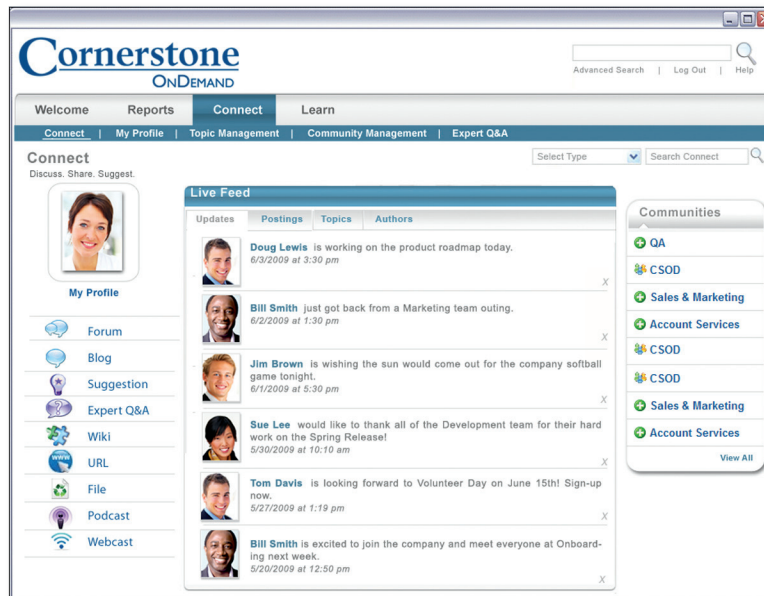 Cornerstone
ONDEMAND
Advanced Search | Log Out | Help
Welcome Reports Connect Learn
Connect | My Profile | Topic Management | Community Management | Expert Q&A
Connect
Discuss. Share. Suggest.
Select Type Search Connect
My Profile
Forum
Blog
Suggestion
Expert Q&A
Wiki
WWW
URL
File
Podcast
Webcast
Live Feed
Updates Postings Topics Authors
Doug Lewis is working on the product roadmap today.
6/3/2009 at 3:30 pm
X
Bill Smith just got back from a Marketing team outing.
6/2/2009 at 1:30 pm
X
Jim Brown is wishing the sun would come out for the company softball
game tonight.
6/1/2009 at 5:30 pm
X
Sue Lee would like to thank all of the Development team for their hard
work on the Spring Release!
5/30/2009 at 10:10 am
X
Tom Davis is looking forward to Volunteer Day on June 15th! Sign-up
now.
5/27/2009 at 1:19 pm
X
Bill Smith is excited to join the company and meet everyone at Onboard-
ing next week.
5/20/2009 at 12:50 pm
X
Communities
QA
CSOD
Sales & Marketing
Account Services
CSOD
CSOD
Sales & Marketing
Account Services
View All